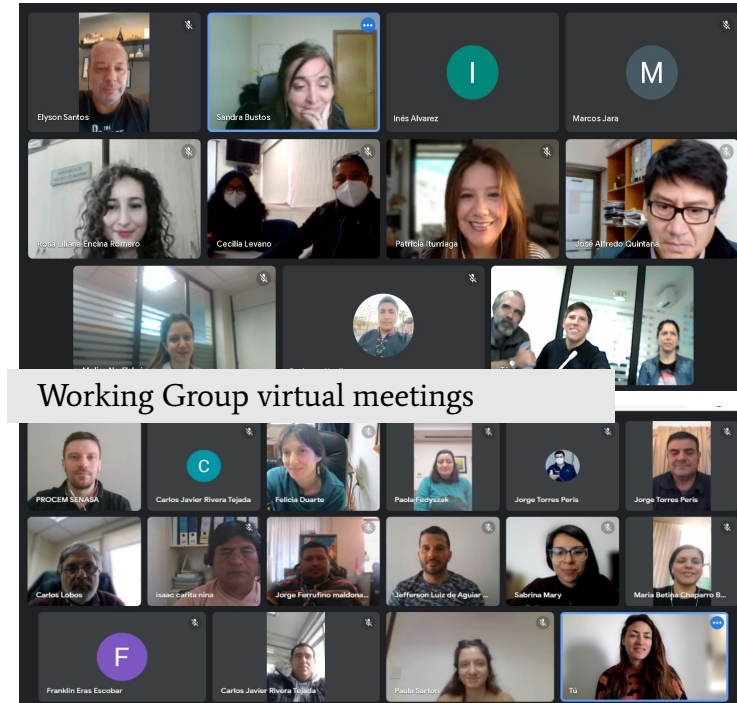 Elyson Santos
Sandra Bustos
I
Inés Alvarez
M
Marcos Jara
Rosa Liliana Encina Romero
Cecilia Levano
Patricia Iturriaga
José Alfredo Quintana
Working Group virtual meetings
PROCEM SENASA
C
Carlos Javier Rivera Tejada
Felicia Duarte
Paola Fedyszak
Jorge Torres Peris
Jorge Torres Peris
Carlos Lobos
isaac carita nina
Jorge Ferrufino maldona...
Jefferson Luiz de Aguiar ...
Sabrina Mary
Maria Betina Chaparro B...
F
Franklin Eras Escobar
Carlos Javier Rivera Tejada
Paula Sartori
Tú